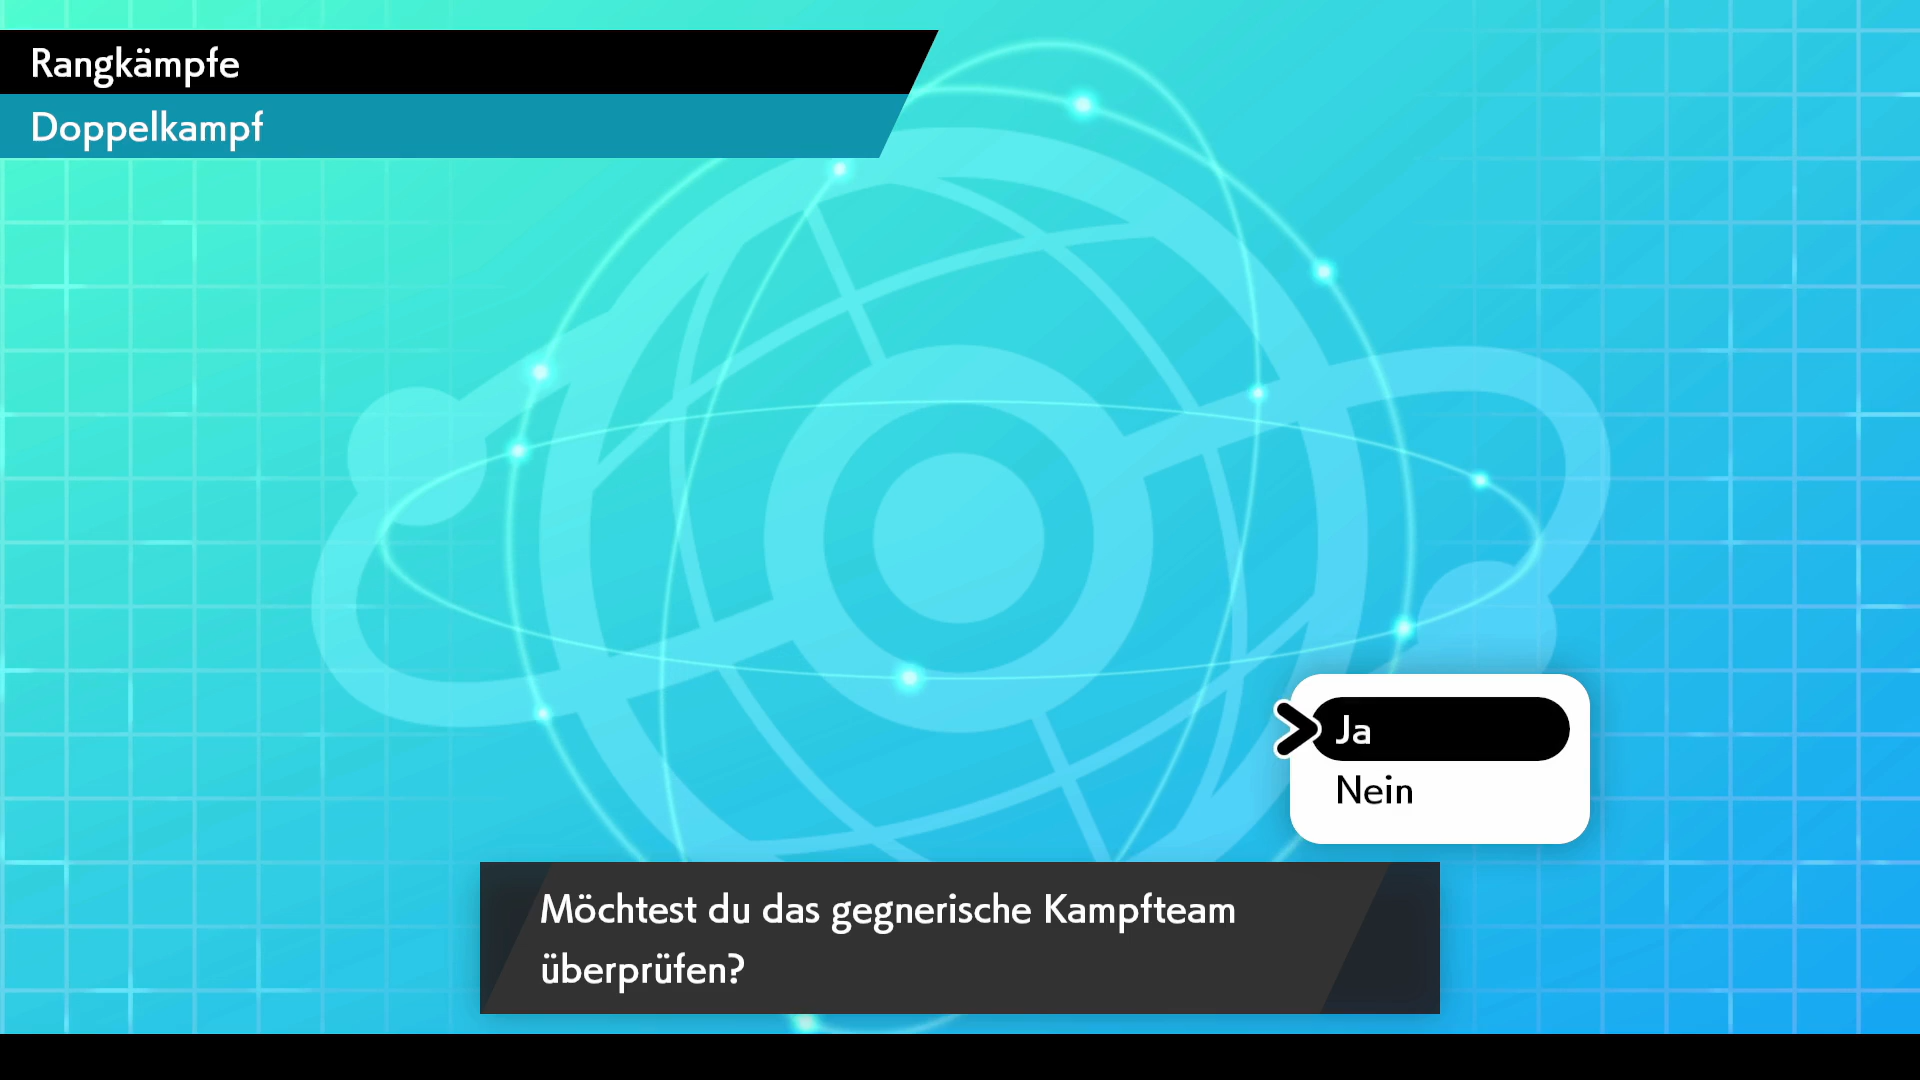 Rangkämpfe
Doppelkampf
Ja
Nein
Möchtest du das gegnerische Kampfteam
überprüfen?